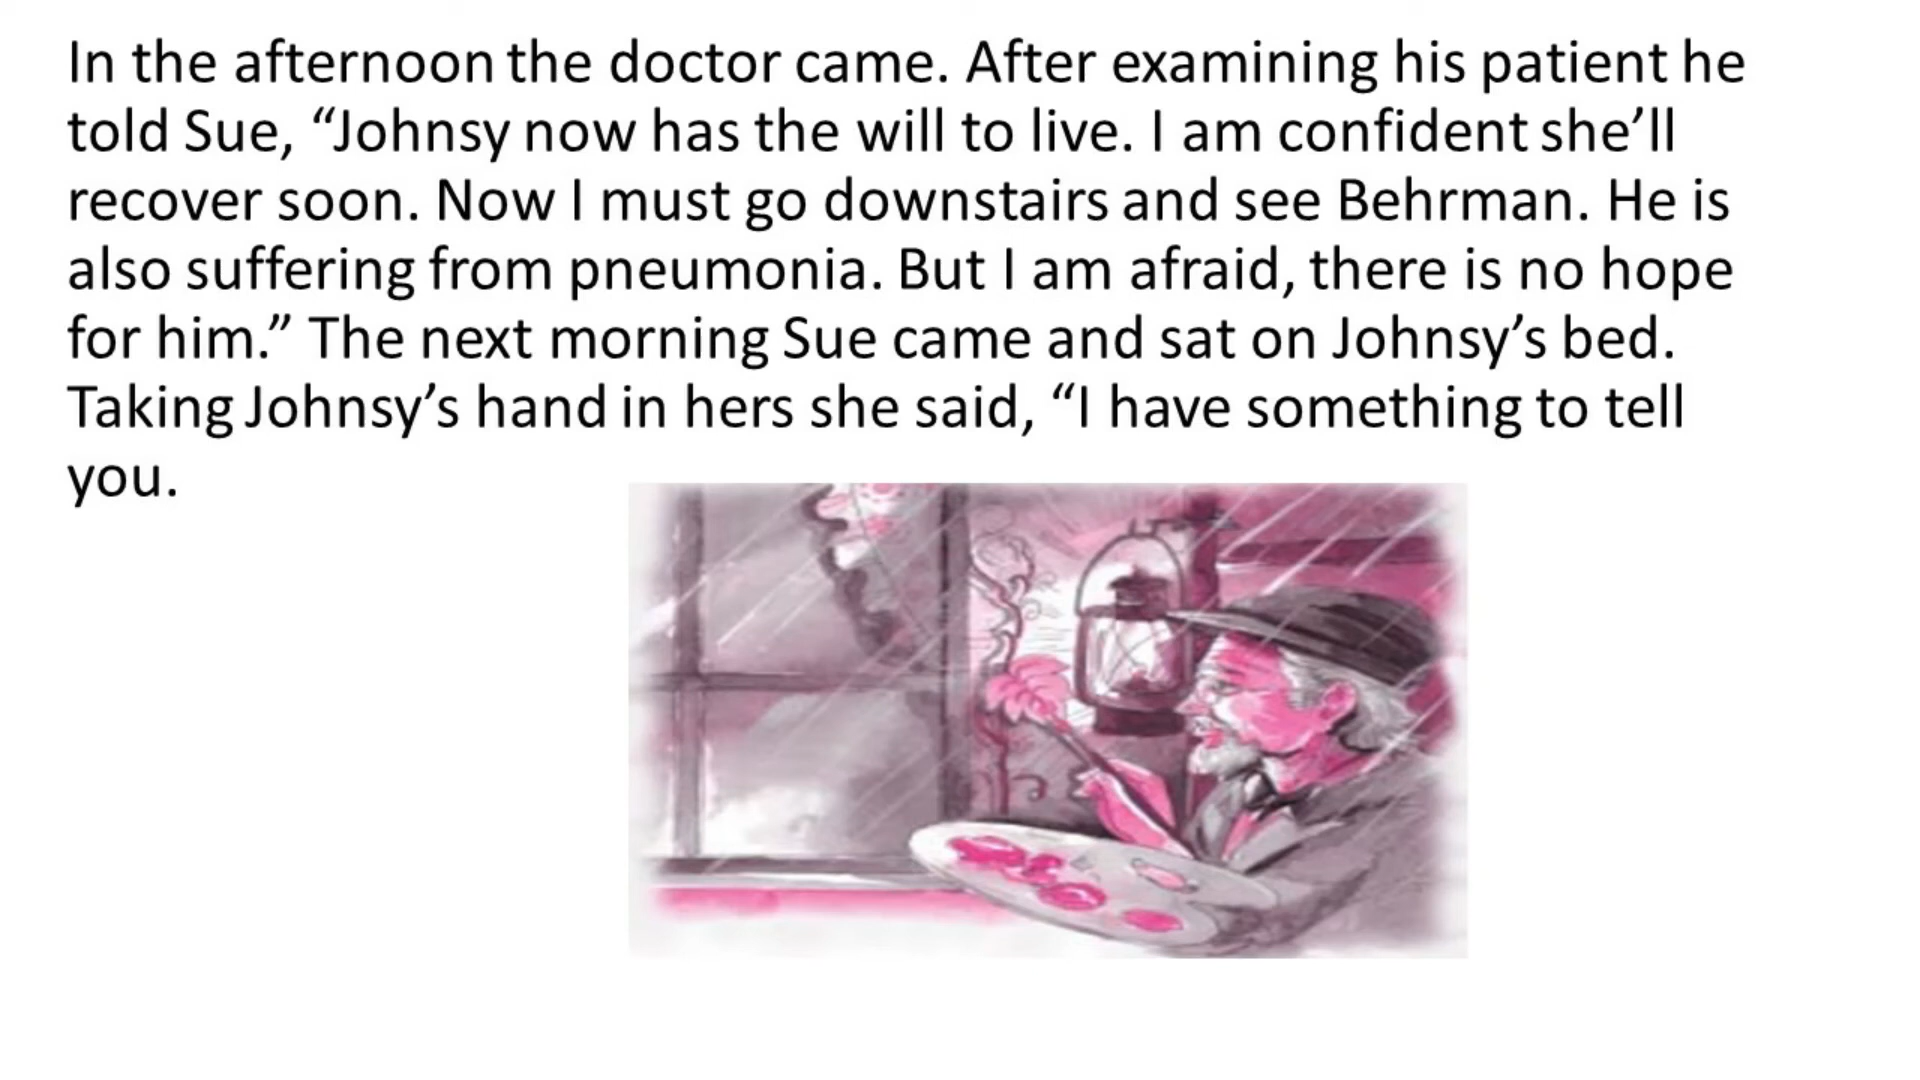 In the afternoon the doctor came. After examining his patient he
told Sue, “Johnsy now has the will to live. I am confident she’ll
recover soon. Now I must go downstairs and see Behrman. He is
also suffering from pneumonia. But I am afraid, there is no hope
for him.” The next morning Sue came and sat on Johnsy’s bed.
Taking Johnsy’s hand in hers she said, “I have something to tell
you.